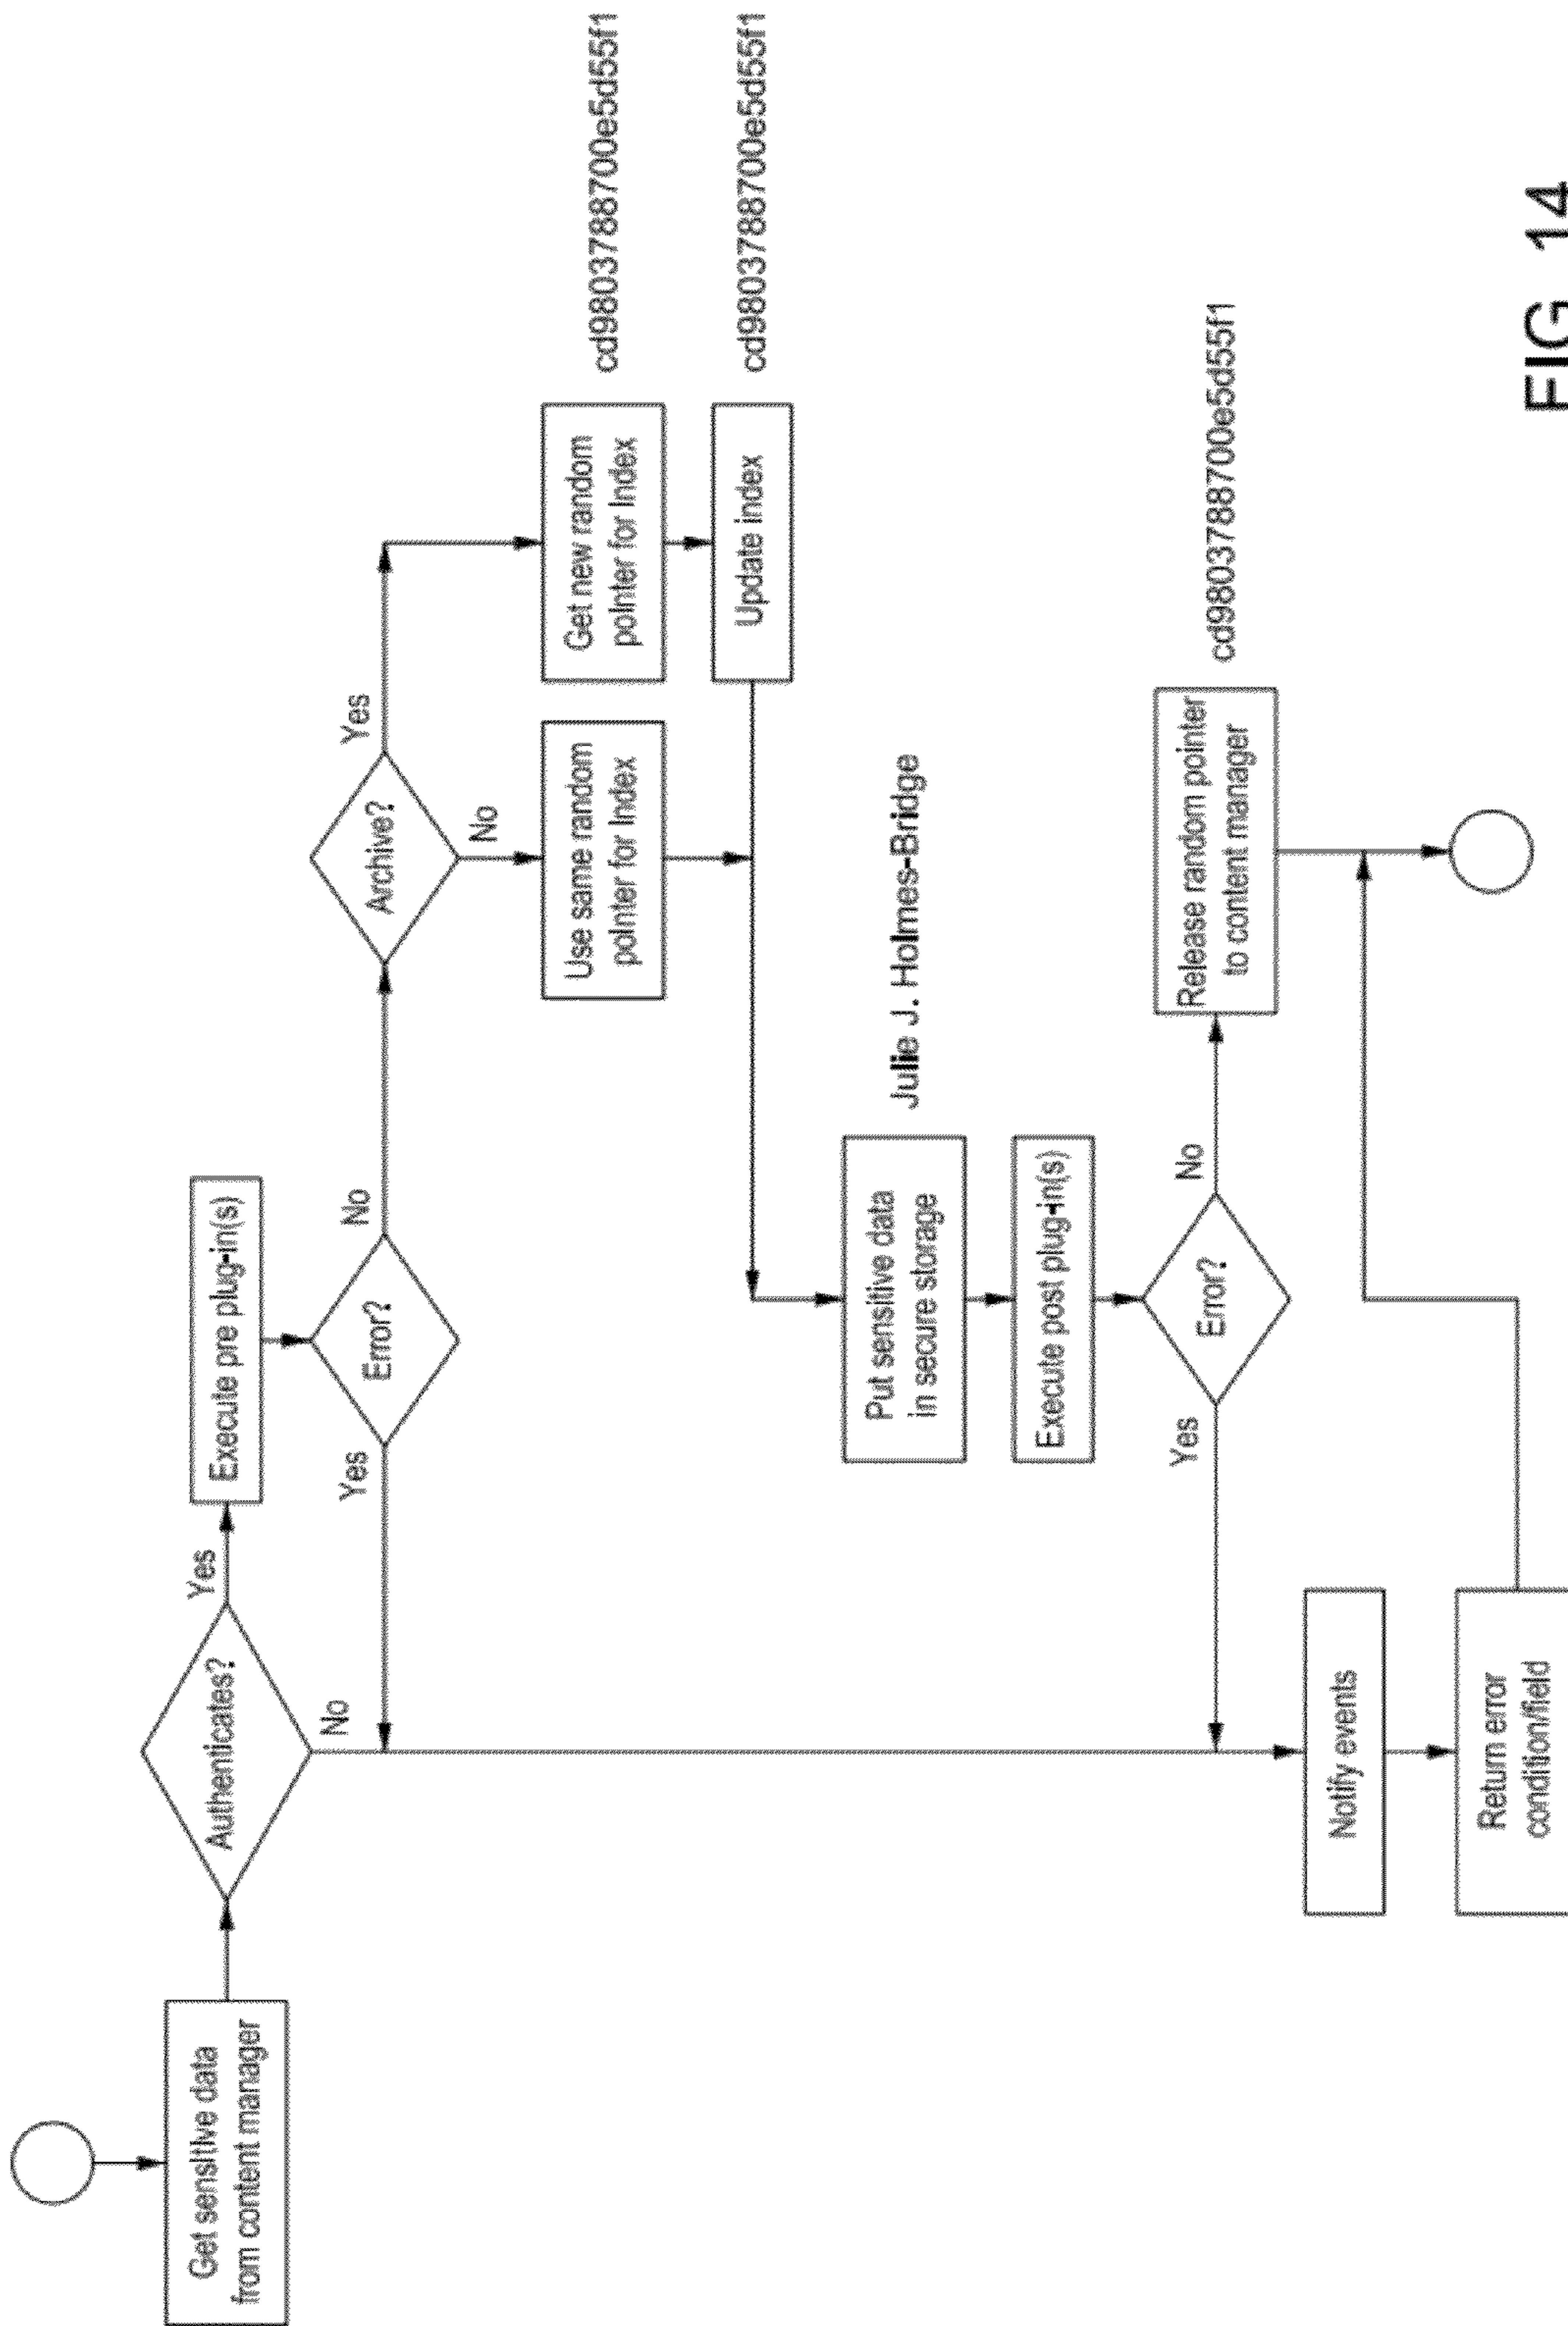 Get sensitive data
from content manager
Authenticates?
Yes
No
Execute pre plug-in(s)
Error?
Yes
No
Archive?
Yes
No
Use same random
pointer for Index
Get new random
pointer for Index
cd9803788700e5d55f1
Update index
cd9803788700e5d55f1
Put sensitive data
in secure storage
Julie J. Holmes-Bridge
Execute post plug-in(s)
Error?
Yes
No
Release random pointer
to content manager
cd9803788700e5d55f1
Notify events
Return error
condition/field
FIG 14